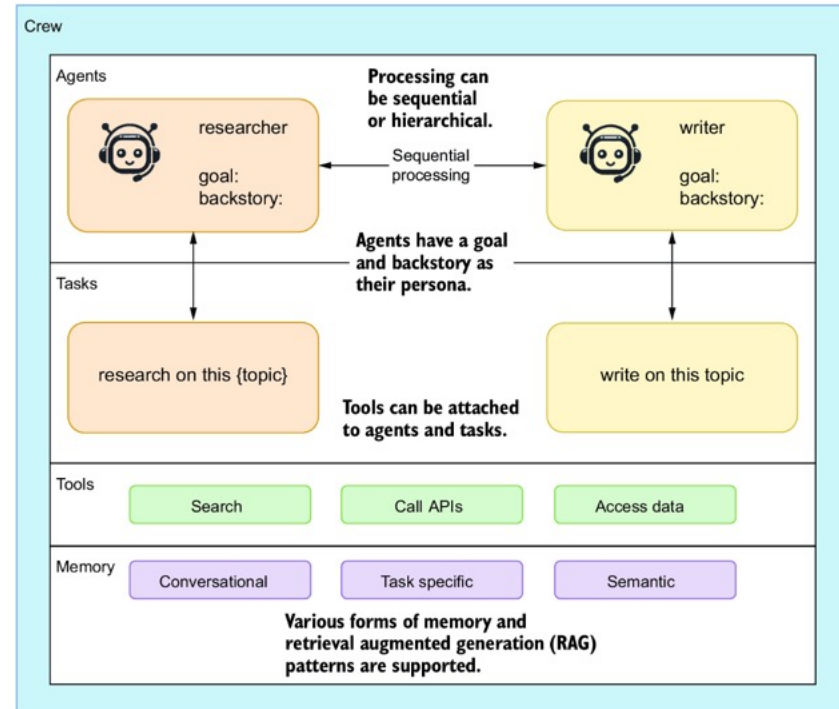 Crew
Agents
Processing can
be sequential
or hierarchical.
researcher
goal:
backstory:
Sequential
processing
writer
goal:
backstory:
Agents have a goal
and backstory as
their persona.
Tasks
research on this {topic}
write on this topic
Tools can be attached
to agents and tasks.
Tools
Search
Call APIs
Access data
Memory
Conversational
Task specific
Semantic
Various forms of memory and
retrieval augmented generation (RAG)
patterns are supported.